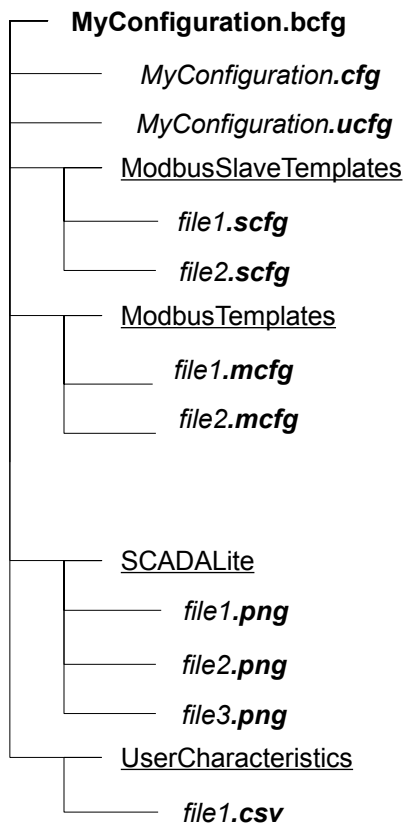 MyConfiguration.bcfg
MyConfiguration.cfg
MyConfiguration.ucfg
ModbusSlaveTemplates
file1.scfg
file2.scfg
ModbusTemplates
file1.mcfg
file2.mcfg
SCADALite
file1.png
file2.png
file3.png
UserCharacteristics
file1.csv